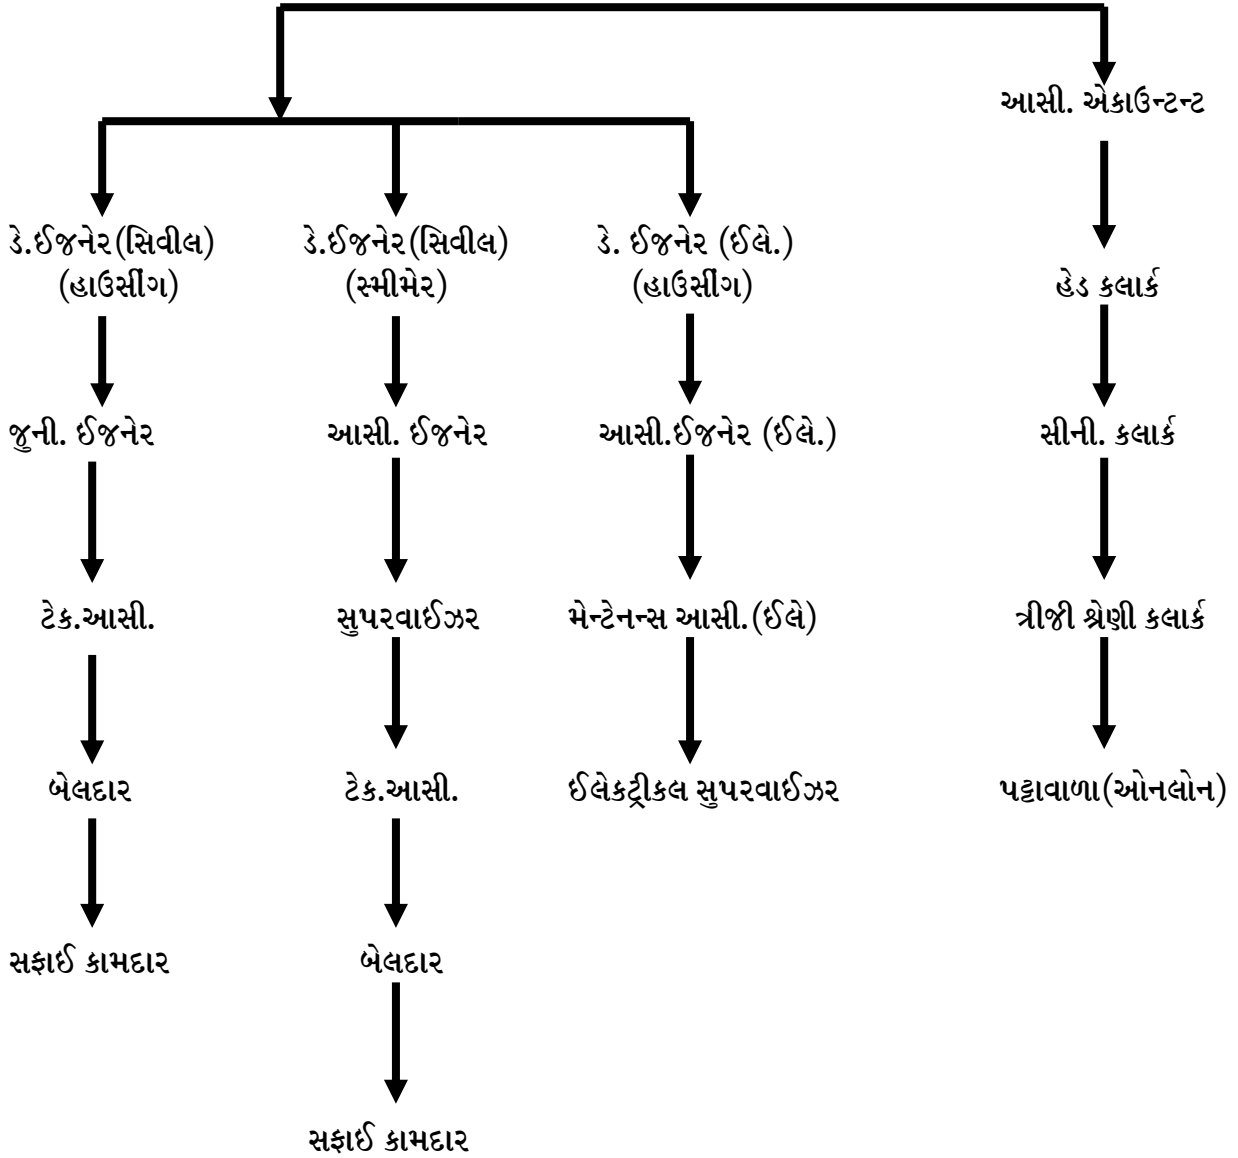 આસી. એકાઉન્ટન્ટ
ડે.ઈજનેર(સિવીલ)
(હાઉસીંગ)
ડે.ઈજનેર(સિવીલ)
(સ્મીમેર)
ડે. ઈજનેર (ઈલે.)
(હાઉસીંગ)
હેડ કલાર્ક
જુની. ઈજનેર
આસી. ઈજનેર
આસી.ઈજનેર (ઈલે.)
સીની. કલાર્ક
ટેક.આસી.
સુપરવાઈઝર
મેન્ટેનન્સ આસી.(ઈલે)
ત્રીજી શ્રેણી કલાર્ક
બેલદાર
ટેક.આસી.
ઈલેકટ્રીકલ સુપરવાઈઝર
પટ્ટાવાળા(ઓનલોન)
સફાઈ કામદાર
બેલદાર
સફાઈ કામદાર